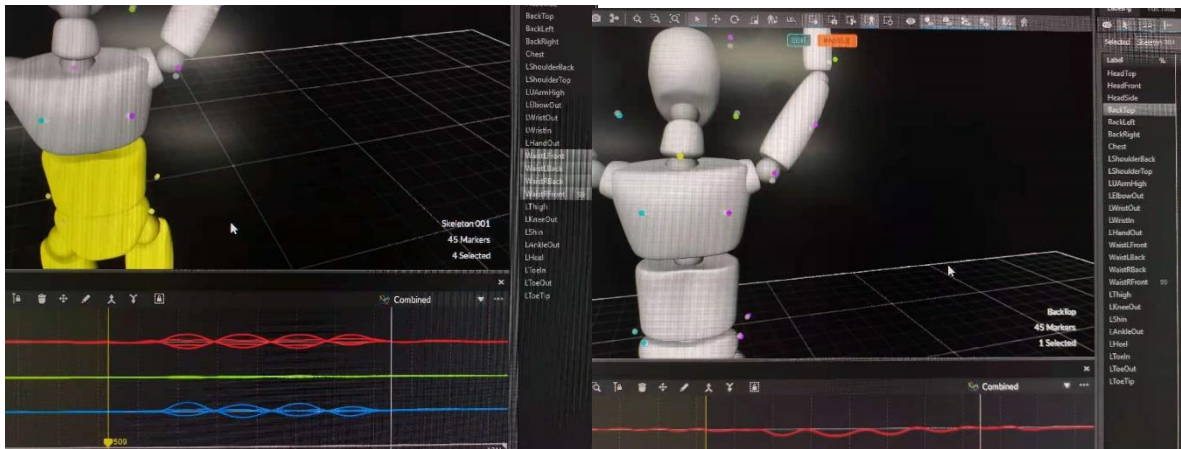 BackTop
BackLeft
BackRight
Chest
LShoulderBack
LShoulderTop
LUArmHigh
LElbowOut
LWristOut
LWristIn
LHandOut
WaistLFront
WaistLBack
WaistRBack
WaistRFront
LThigh
LKneeOut
LShin
LAnkleOut
LHeel
LToeIn
LToeOut
LToeTip
Skeleton 001
45 Markers
4 Selected
Combined
509
Selected: Skeleton 001
Label %
HeadTop
HeadFront
HeadSide
BackTop
BackLeft
BackRight
Chest
LShoulderBack
LShoulderTop
LUArmHigh
LElbowOut
LWristOut
LWristIn
LHandOut
WaistLFront
WaistLBack
WaistRBack
WaistRFront
LThigh
LKneeOut
LShin
LAnkleOut
LHeel
LToeIn
LToeOut
LToeTip
BackTop
45 Markers
1 Selected
Combined